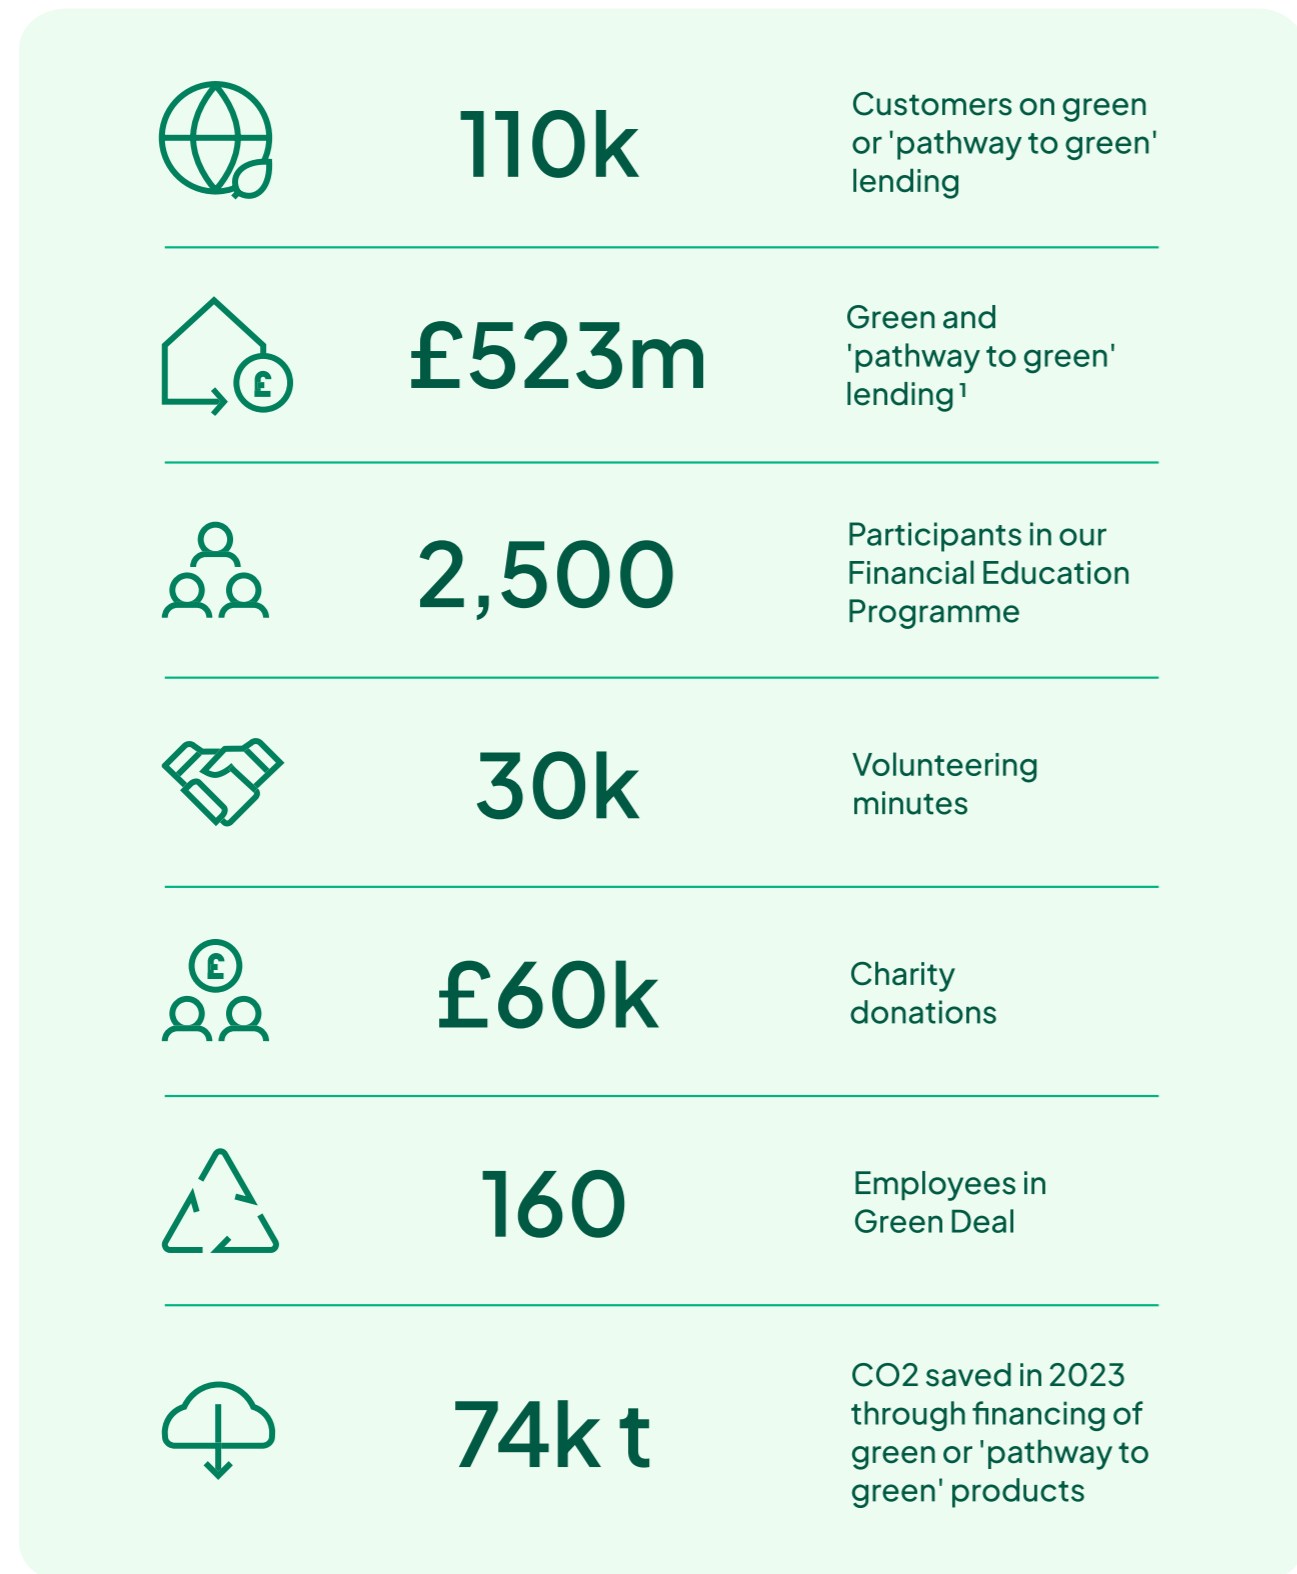 110k
Customers on green
or 'pathway to green'
lending
£
£523m
Green and
'pathway to green'
lending ¹
2,500
Participants in our
Financial Education
Programme
30k
Volunteering
minutes
£
£60k
Charity
donations
160
Employees in
Green Deal
74k t
CO2 saved in 2023
through financing of
green or 'pathway to
green' products